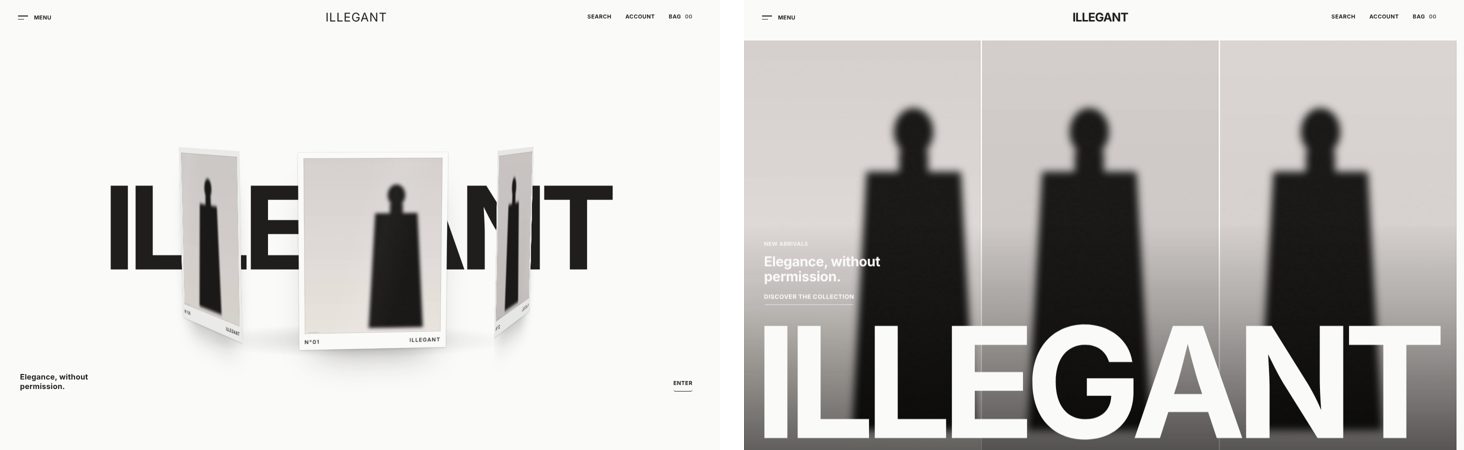 MENU
ILLEGANT
SEARCH
ACCOUNT
BAG 00
ILLEGANT
ILLEGANT
N°01
ILLEGANT
Elegance, without
permission.
ENTER
MENU
ILLEGANT
SEARCH
ACCOUNT
BAG 00
NEW ARRIVALS
Elegance, without
permission.
DISCOVER THE COLLECTION
ILLEGANT